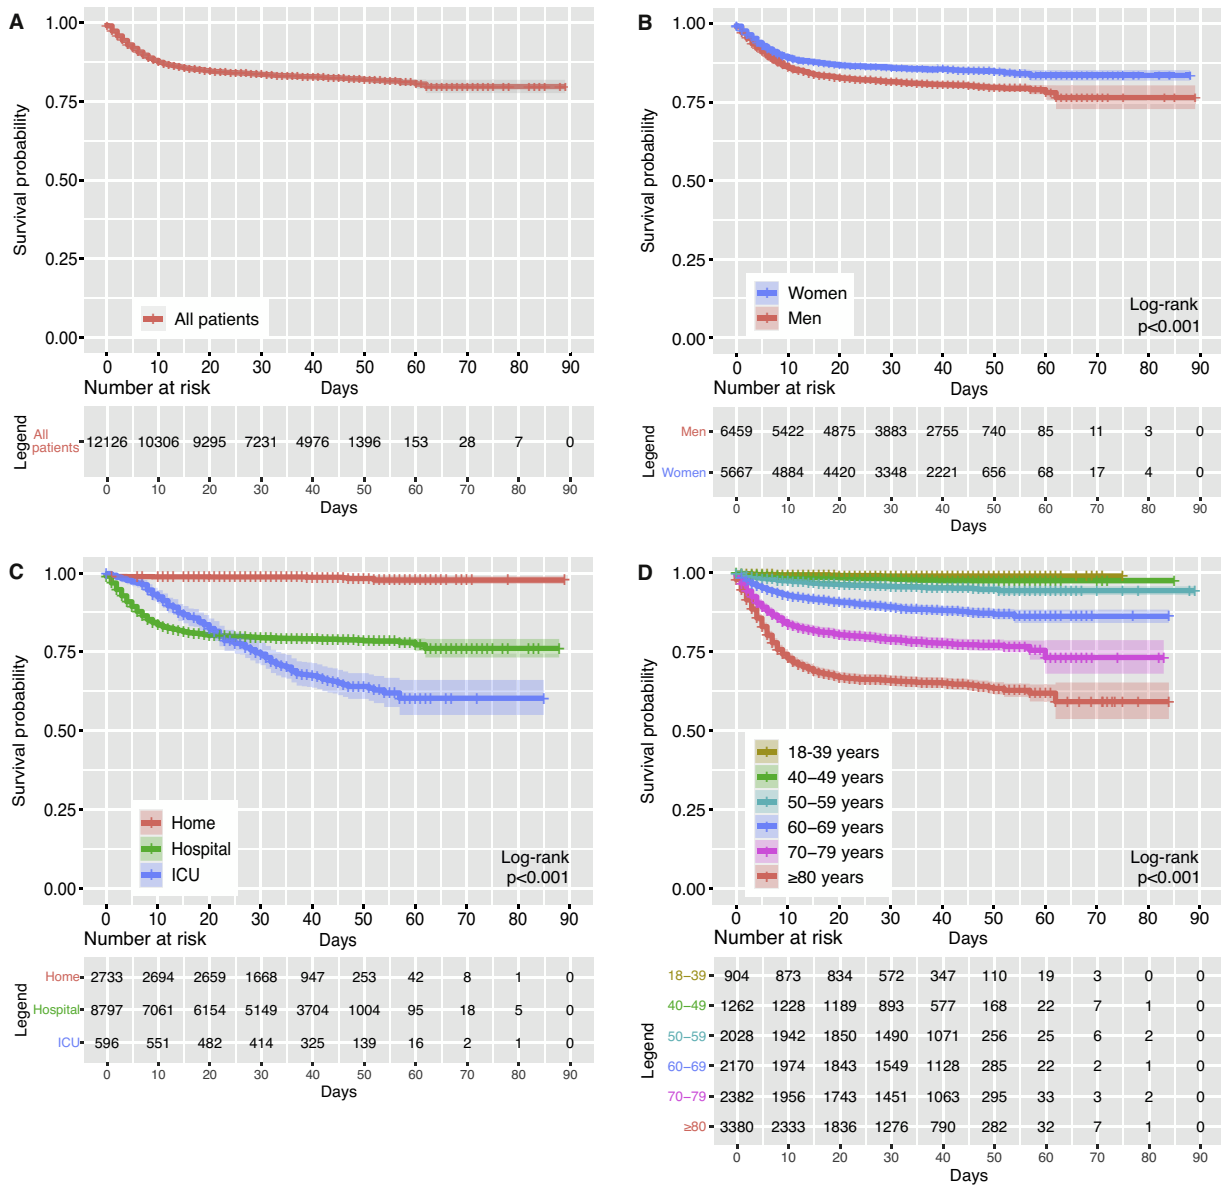 A
1.00
0.75
0.50
0.25
0.00
Survival probability
All patients
0 10 20 30 40 50 60 70 80 90
Number at risk
Days
Legend
All patients
12126 10306 9295 7231 4976 1396 153 28 7 0
0 10 20 30 40 50 60 70 80 90
Days
B
1.00
0.75
0.50
0.25
0.00
Survival probability
Women
Men
Log-rank
p<0.001
0 10 20 30 40 50 60 70 80 90
Number at risk
Days
Legend
Men 6459 5422 4875 3883 2755 740 85 11 3 0
Women 5667 4884 4420 3348 2221 656 68 17 4 0
0 10 20 30 40 50 60 70 80 90
Days
C
1.00
0.75
0.50
0.25
0.00
Survival probability
Home
Hospital
ICU
Log-rank
p<0.001
0 10 20 30 40 50 60 70 80 90
Number at risk
Days
Legend
Home 2733 2694 2659 1668 947 253 42 8 1 0
Hospital 8797 7061 6154 5149 3704 1004 95 18 5 0
ICU 596 551 482 414 325 139 16 2 1 0
0 10 20 30 40 50 60 70 80 90
Days
D
1.00
0.75
0.50
0.25
0.00
Survival probability
18-39 years
40−49 years
50−59 years
60−69 years
70−79 years
≥80 years
Log-rank
p<0.001
0 10 20 30 40 50 60 70 80 90
Number at risk
Days
Legend
18−39 904 873 834 572 347 110 19 3 0 0
40−49 1262 1228 1189 893 577 168 22 7 1 0
50−59 2028 1942 1850 1490 1071 256 25 6 2 0
60−69 2170 1974 1843 1549 1128 285 22 2 1 0
70−79 2382 1956 1743 1451 1063 295 33 3 2 0
≥80 3380 2333 1836 1276 790 282 32 7 1 0
0 10 20 30 40 50 60 70 80 90
Days